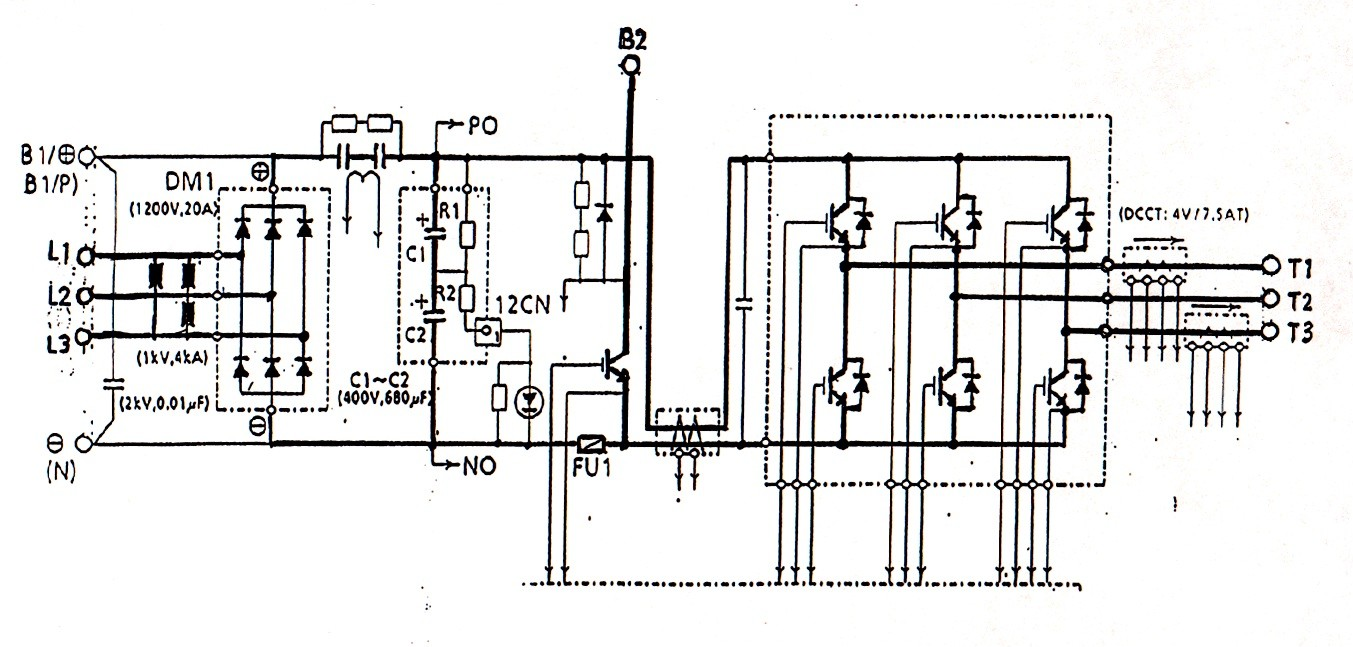 B2
PO
B1/⊕
B1/P)
⊕
DM1
(1200V,20A)
R1
+
C1
(DCCT: 4V/7.5AT)
L1
T1
L2
R2
12CN
T2
+
C2
1
L3
T3
(1kV,4kA)
C1~C2
(400V,680µF)
(2kV,0.01µF)
⊖
⊖
(N)
NO
FU1